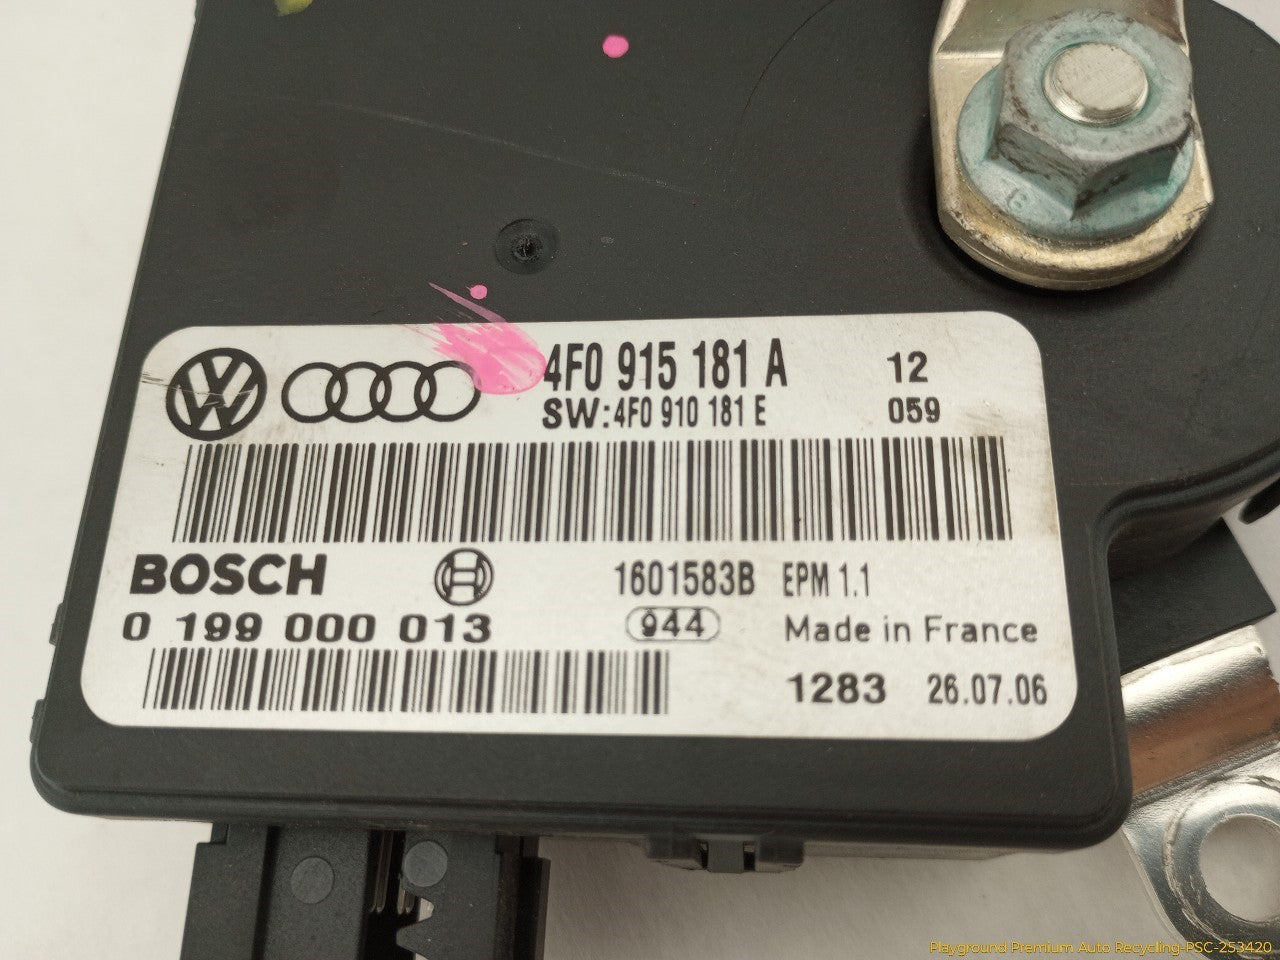 4F0 915 181 A 12
SW:4F0 910 181 E 059
BOSCH 1601583B EPM 1.1
0 199 000 013 944 Made in France
1283 26.07.06
Playground Premium Auto Recycling-PSC-253420